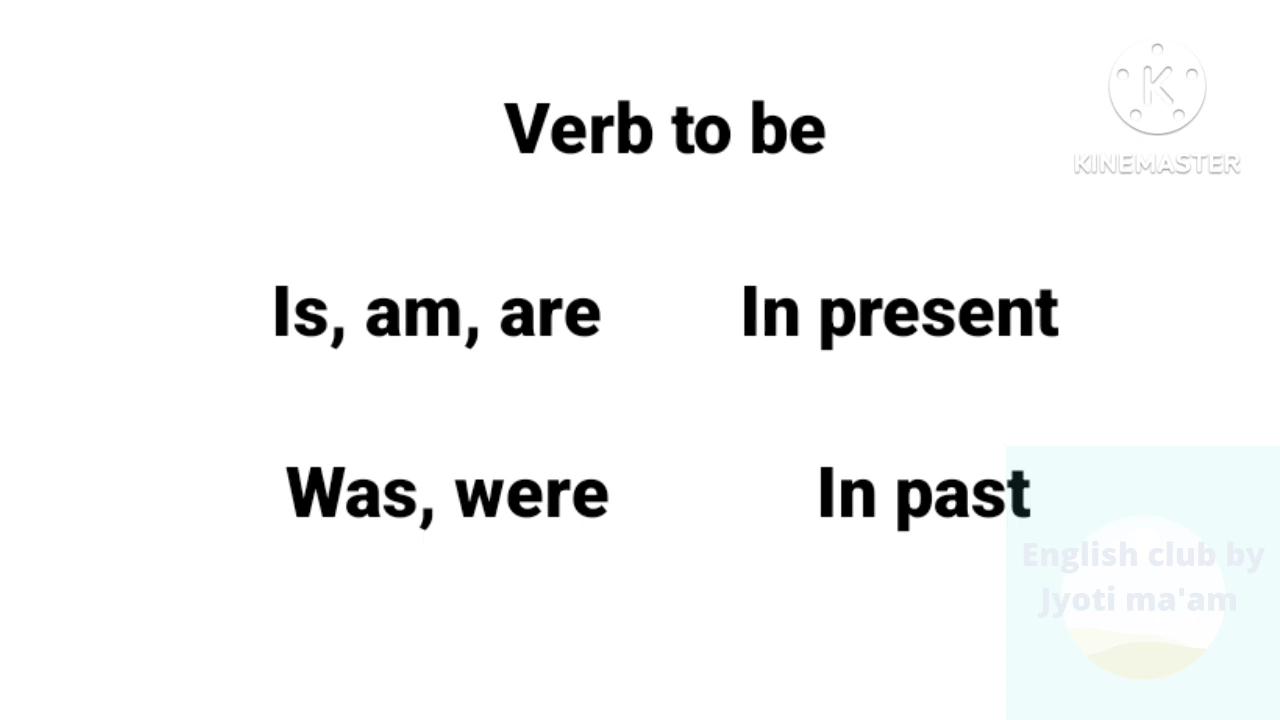 Verb to be
KINEMASTER
Is, am, are In present
Was, were In past
English club by
Jyoti ma'am